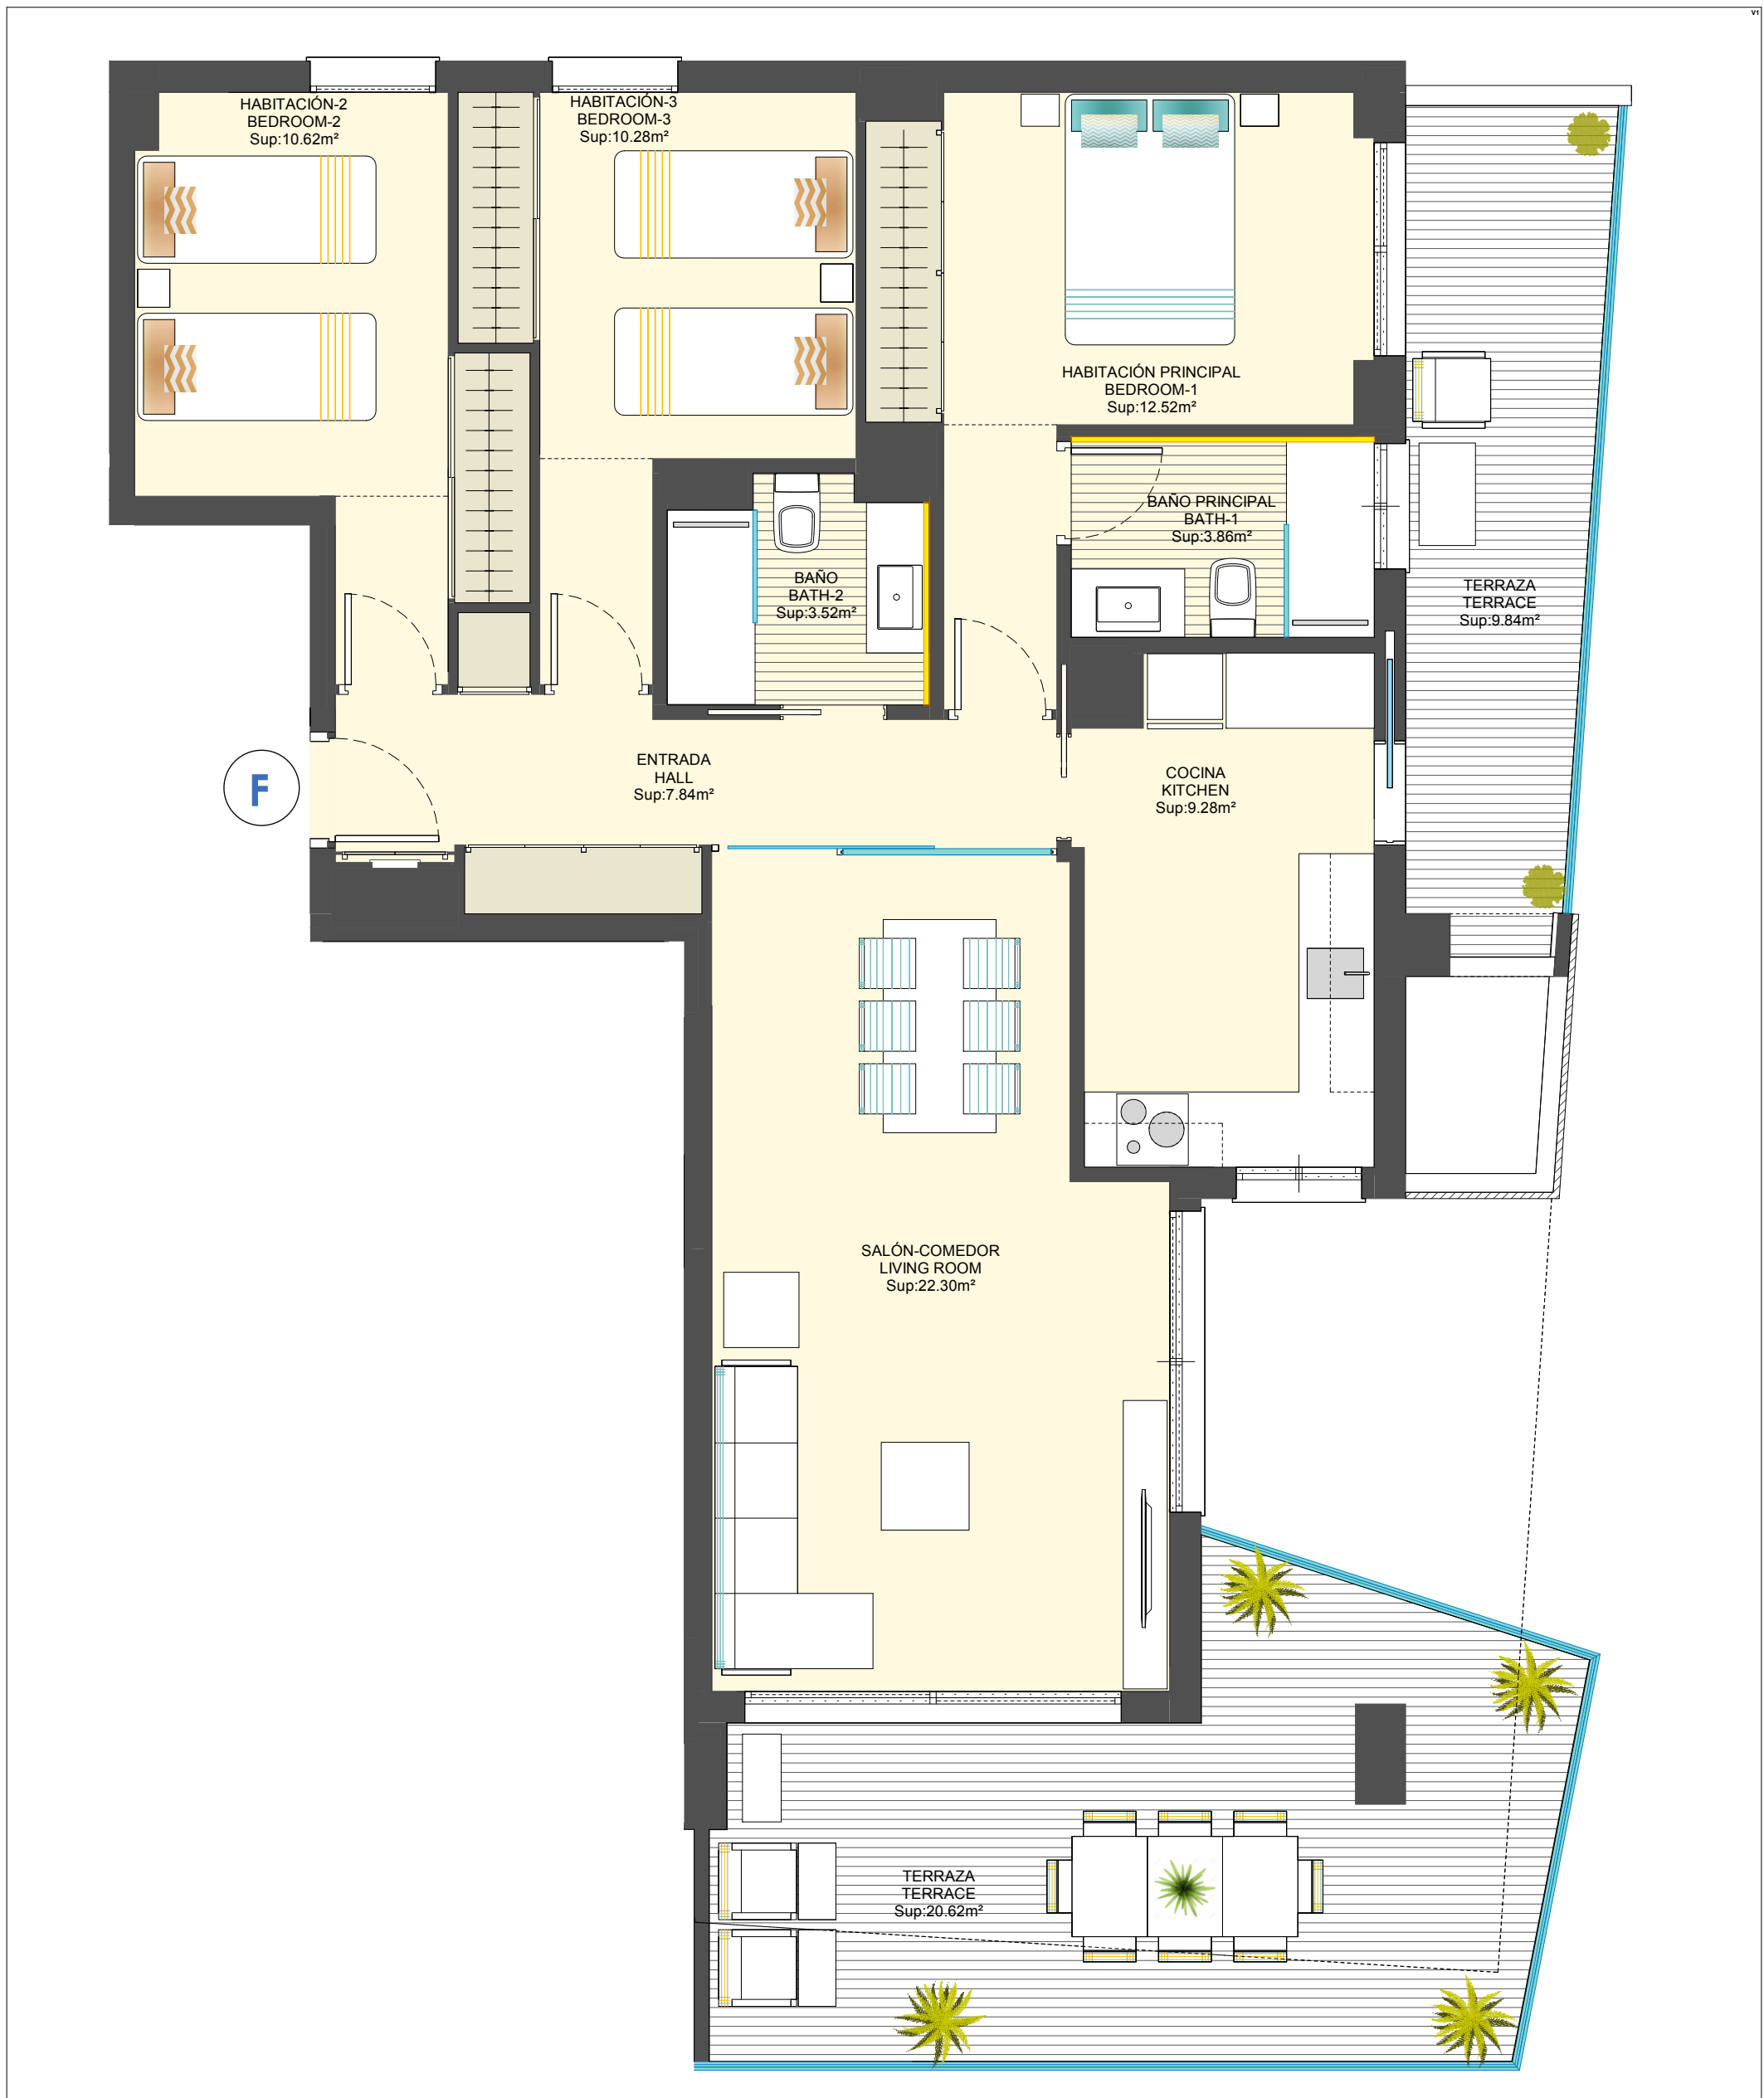 V1
HABITACIÓN-2
BEDROOM-2
Sup:10.62m²
HABITACIÓN-3
BEDROOM-3
Sup:10.28m²
HABITACIÓN PRINCIPAL
BEDROOM-1
Sup:12.52m²
BAÑO PRINCIPAL
BATH-1
Sup:3.86m²
BAÑO
BATH-2
Sup:3.52m²
TERRAZA
TERRACE
Sup:9.84m²
F
ENTRADA
HALL
Sup:7.84m²
COCINA
KITCHEN
Sup:9.28m²
SALÓN-COMEDOR
LIVING ROOM
Sup:22.30m²
TERRAZA
TERRACE
Sup:20.62m²